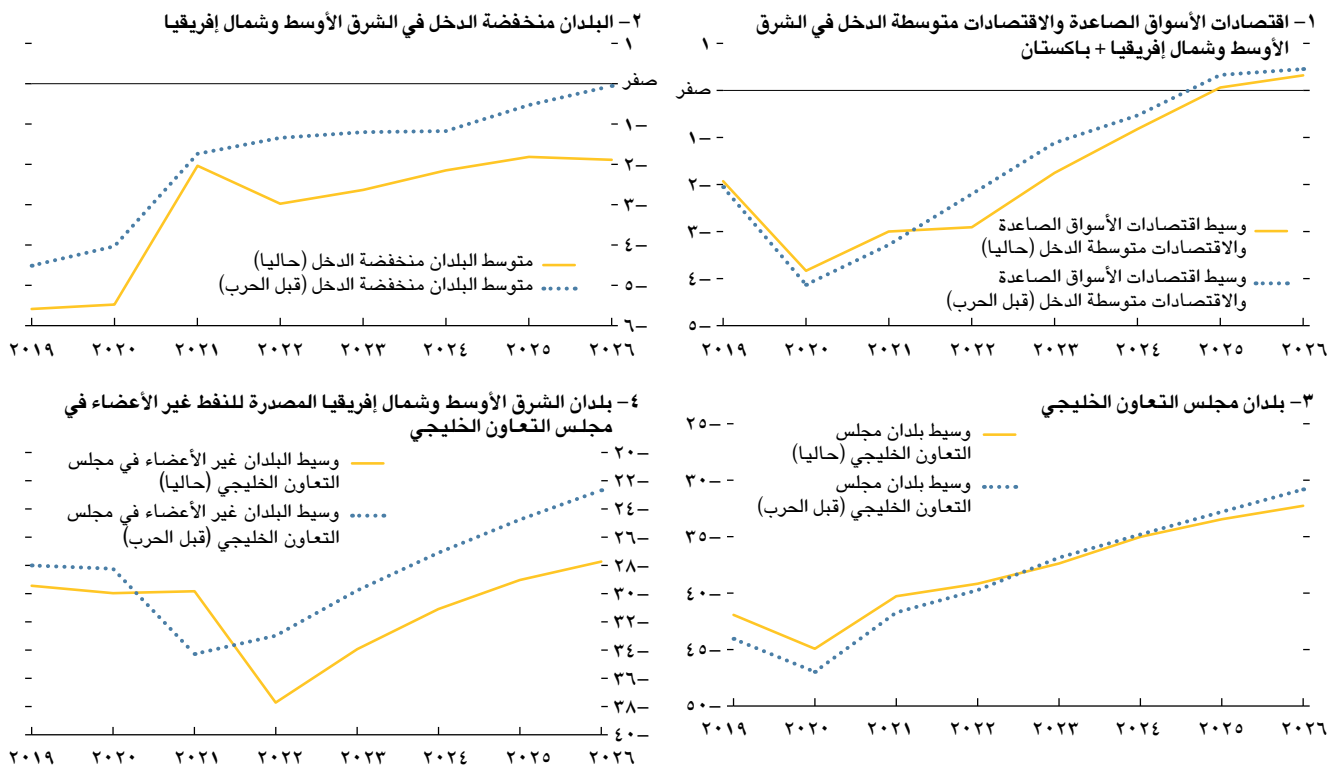 ١– اقتصادات الأسواق الصاعدة والاقتصادات متوسطة الدخل في الشرق
الأوسط وشمال إفريقيا + باكستان
١
صفر
١–
٢–
٣–
٤–
٥–
وسيط اقتصادات الأسواق الصاعدة
والاقتصادات متوسطة الدخل (حاليا)
وسيط اقتصادات الأسواق الصاعدة
والاقتصادات متوسطة الدخل (قبل الحرب)
٢٠١٩ ٢٠٢٠ ٢٠٢١ ٢٠٢٢ ٢٠٢٣ ٢٠٢٤ ٢٠٢٥ ٢٠٢٦
٢– البلدان منخفضة الدخل في الشرق الأوسط وشمال إفريقيا
١
صفر
١–
٢–
٣–
٤–
٥–
٦–
متوسط البلدان منخفضة الدخل (حاليا)
متوسط البلدان منخفضة الدخل (قبل الحرب)
٢٠١٩ ٢٠٢٠ ٢٠٢١ ٢٠٢٢ ٢٠٢٣ ٢٠٢٤ ٢٠٢٥ ٢٠٢٦
٣– بلدان مجلس التعاون الخليجي
٢٥–
٣٠–
٣٥–
٤٠–
٤٥–
٥٠–
وسيط بلدان مجلس
التعاون الخليجي (حاليا)
وسيط بلدان مجلس
التعاون الخليجي (قبل الحرب)
٢٠١٩ ٢٠٢٠ ٢٠٢١ ٢٠٢٢ ٢٠٢٣ ٢٠٢٤ ٢٠٢٥ ٢٠٢٦
٤– بلدان الشرق الأوسط وشمال إفريقيا المصدرة للنفط غير الأعضاء في
مجلس التعاون الخليجي
٢٠–
٢٢–
٢٤–
٢٦–
٢٨–
٣٠–
٣٢–
٣٤–
٣٦–
٣٨–
٤٠–
وسيط البلدان غير الأعضاء في مجلس
التعاون الخليجي (حاليا)
وسيط البلدان غير الأعضاء في مجلس
التعاون الخليجي (قبل الحرب)
٢٠١٩ ٢٠٢٠ ٢٠٢١ ٢٠٢٢ ٢٠٢٣ ٢٠٢٤ ٢٠٢٥ ٢٠٢٦